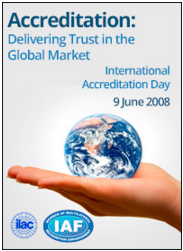 Accreditation:
Delivering Trust in the
Global Market
International
Accreditation Day
9 June 2008
ilac
IAF